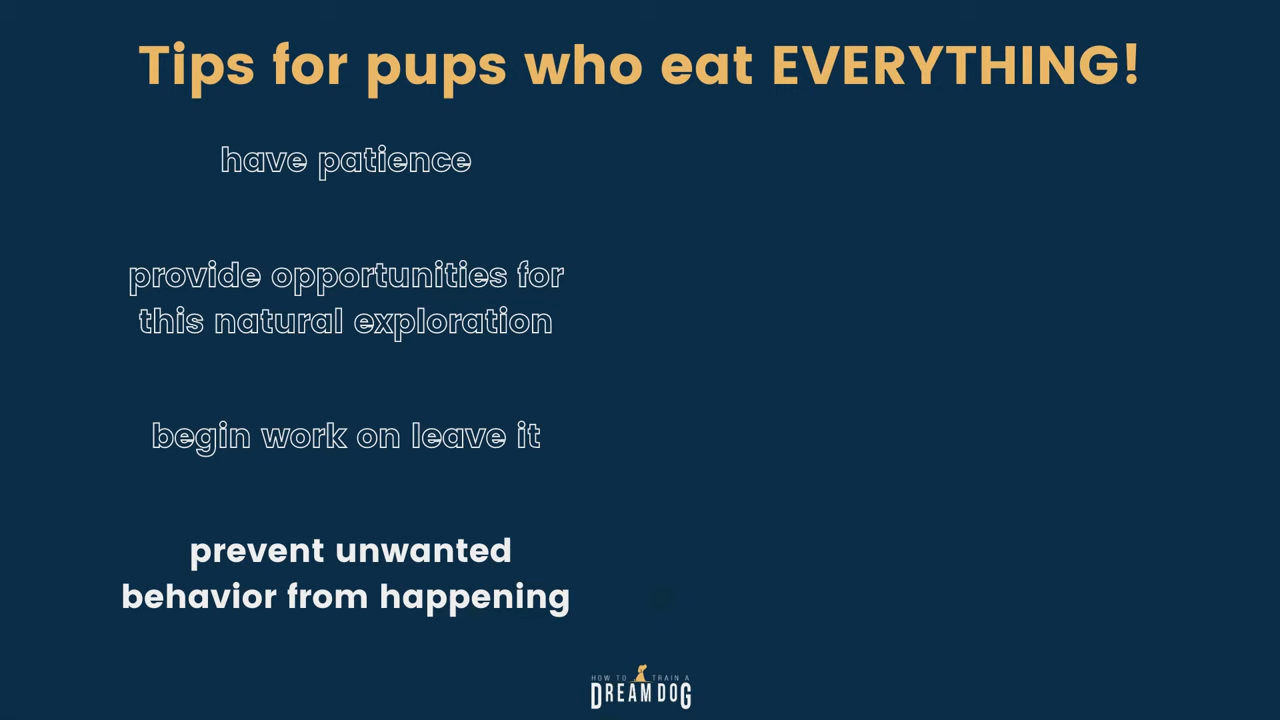 Tips for pups who eat EVERYTHING!
have patience
provide opportunities for
this natural exploration
begin work on leave it
prevent unwanted
behavior from happening
HOW TO TRAIN A
DREAM DOG